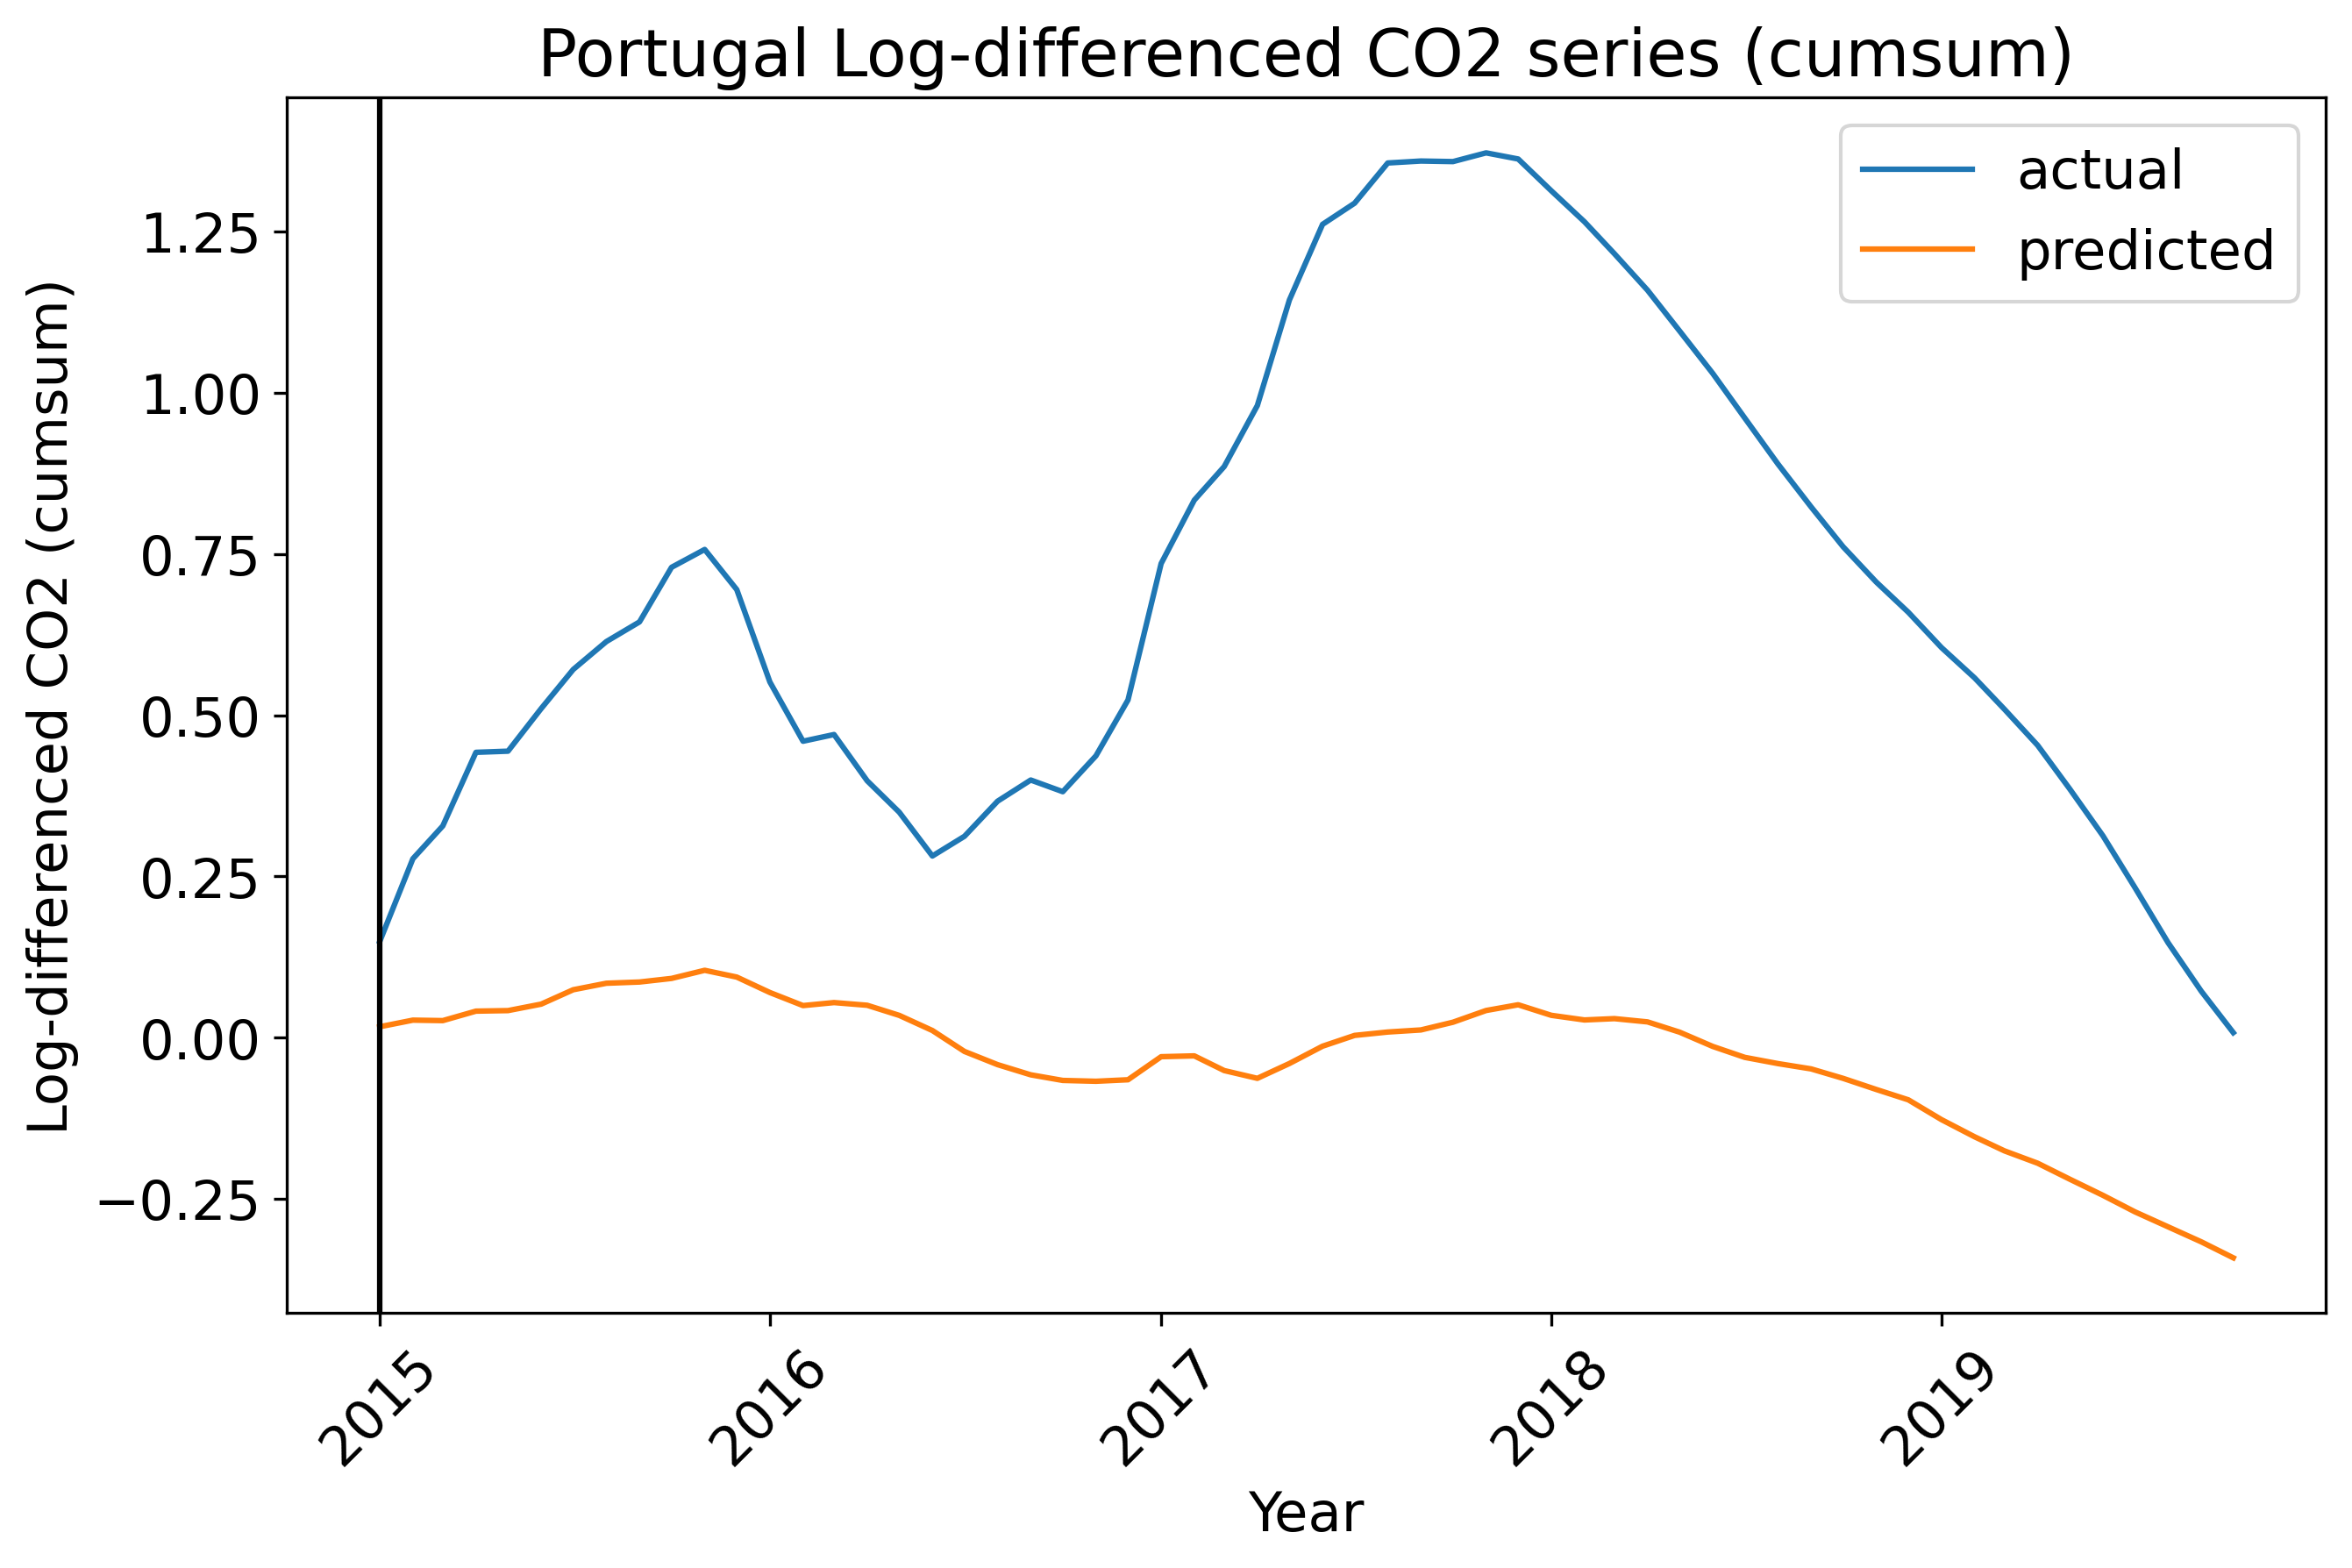 Portugal Log-differenced CO2 series (cumsum)
actual
predicted
Log-differenced CO2 (cumsum)
1.25
1.00
0.75
0.50
0.25
0.00
−0.25
2015
2016
2017
2018
2019
Year